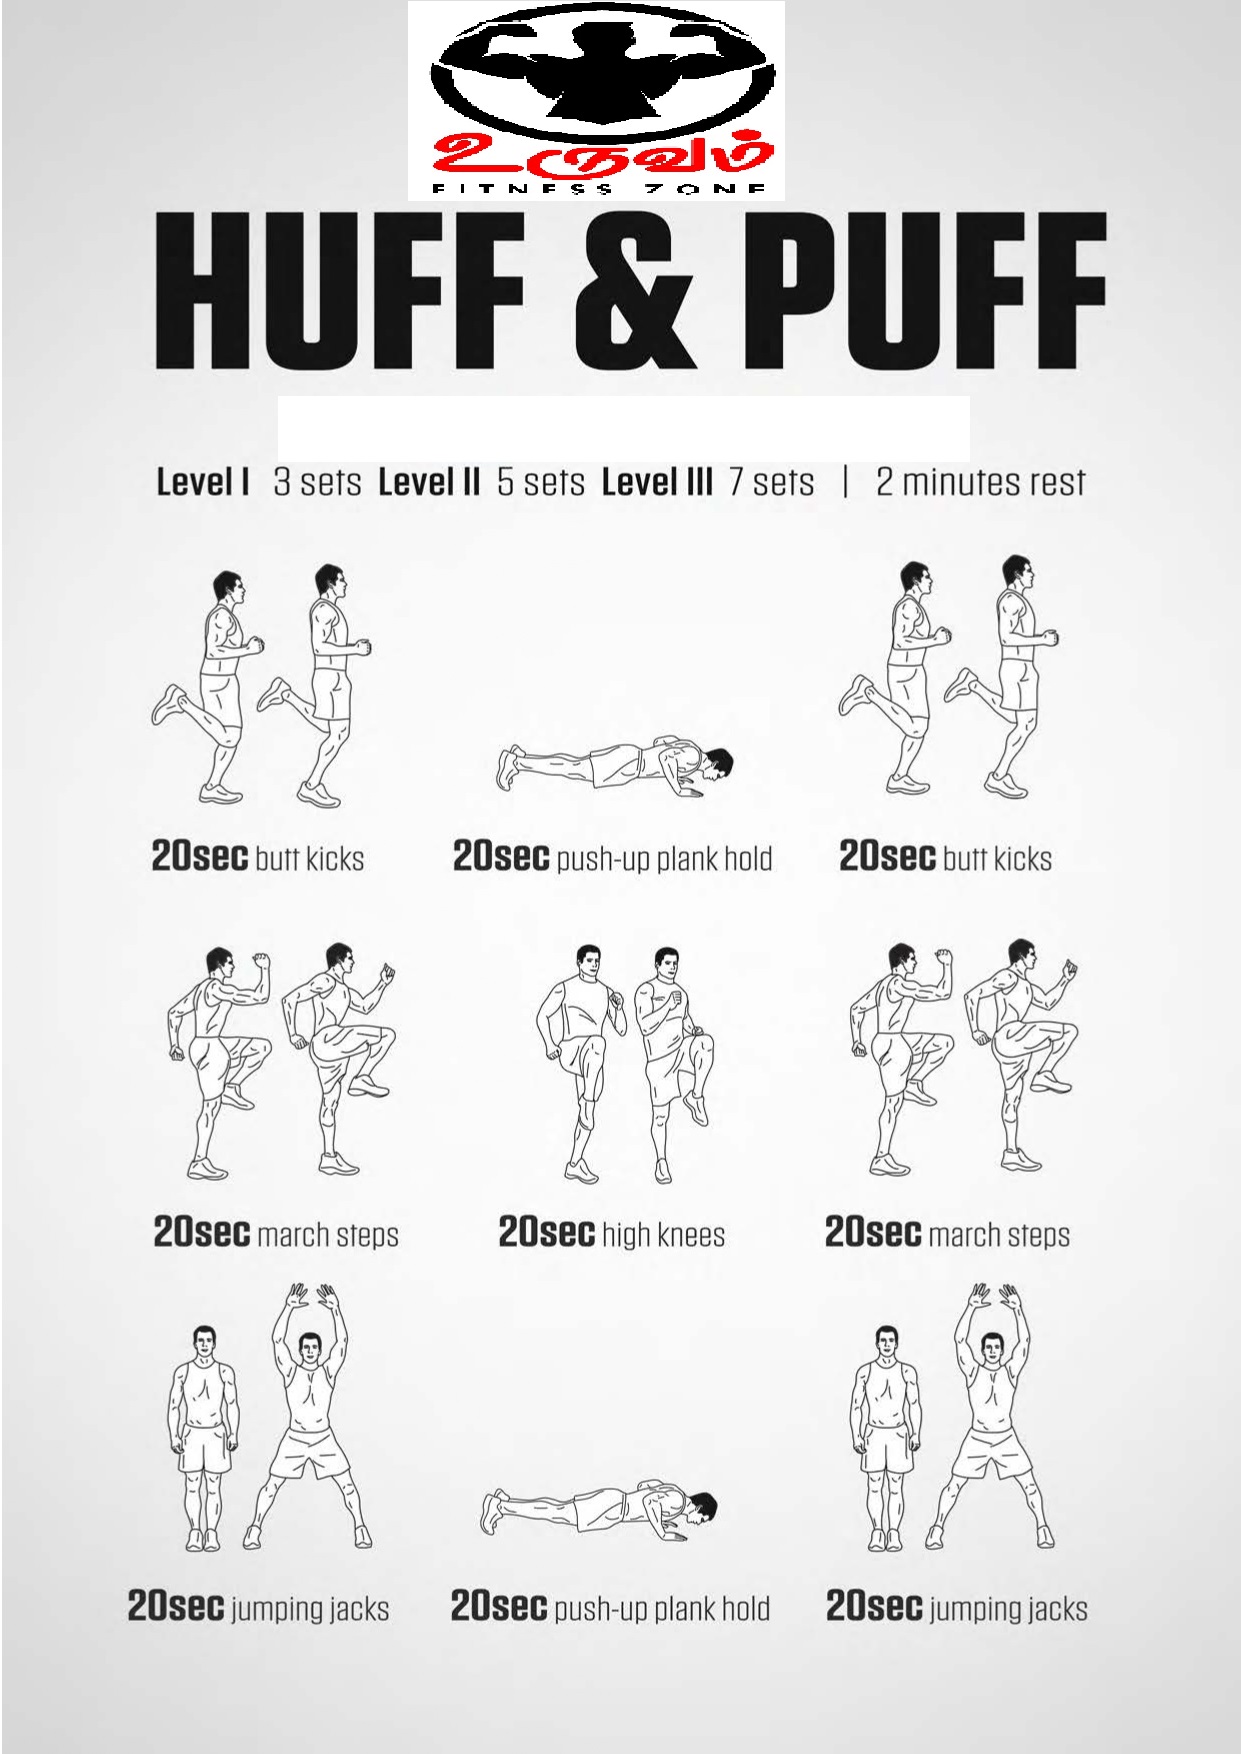 உருவம்
FITNESS ZONE
HUFF & PUFF
Level I 3 sets Level II 5 sets Level III 7 sets | 2 minutes rest
20sec butt kicks 20sec push-up plank hold 20sec butt kicks
20sec march steps 20sec high knees 20sec march steps
20sec jumping jacks 20sec push-up plank hold 20sec jumping jacks